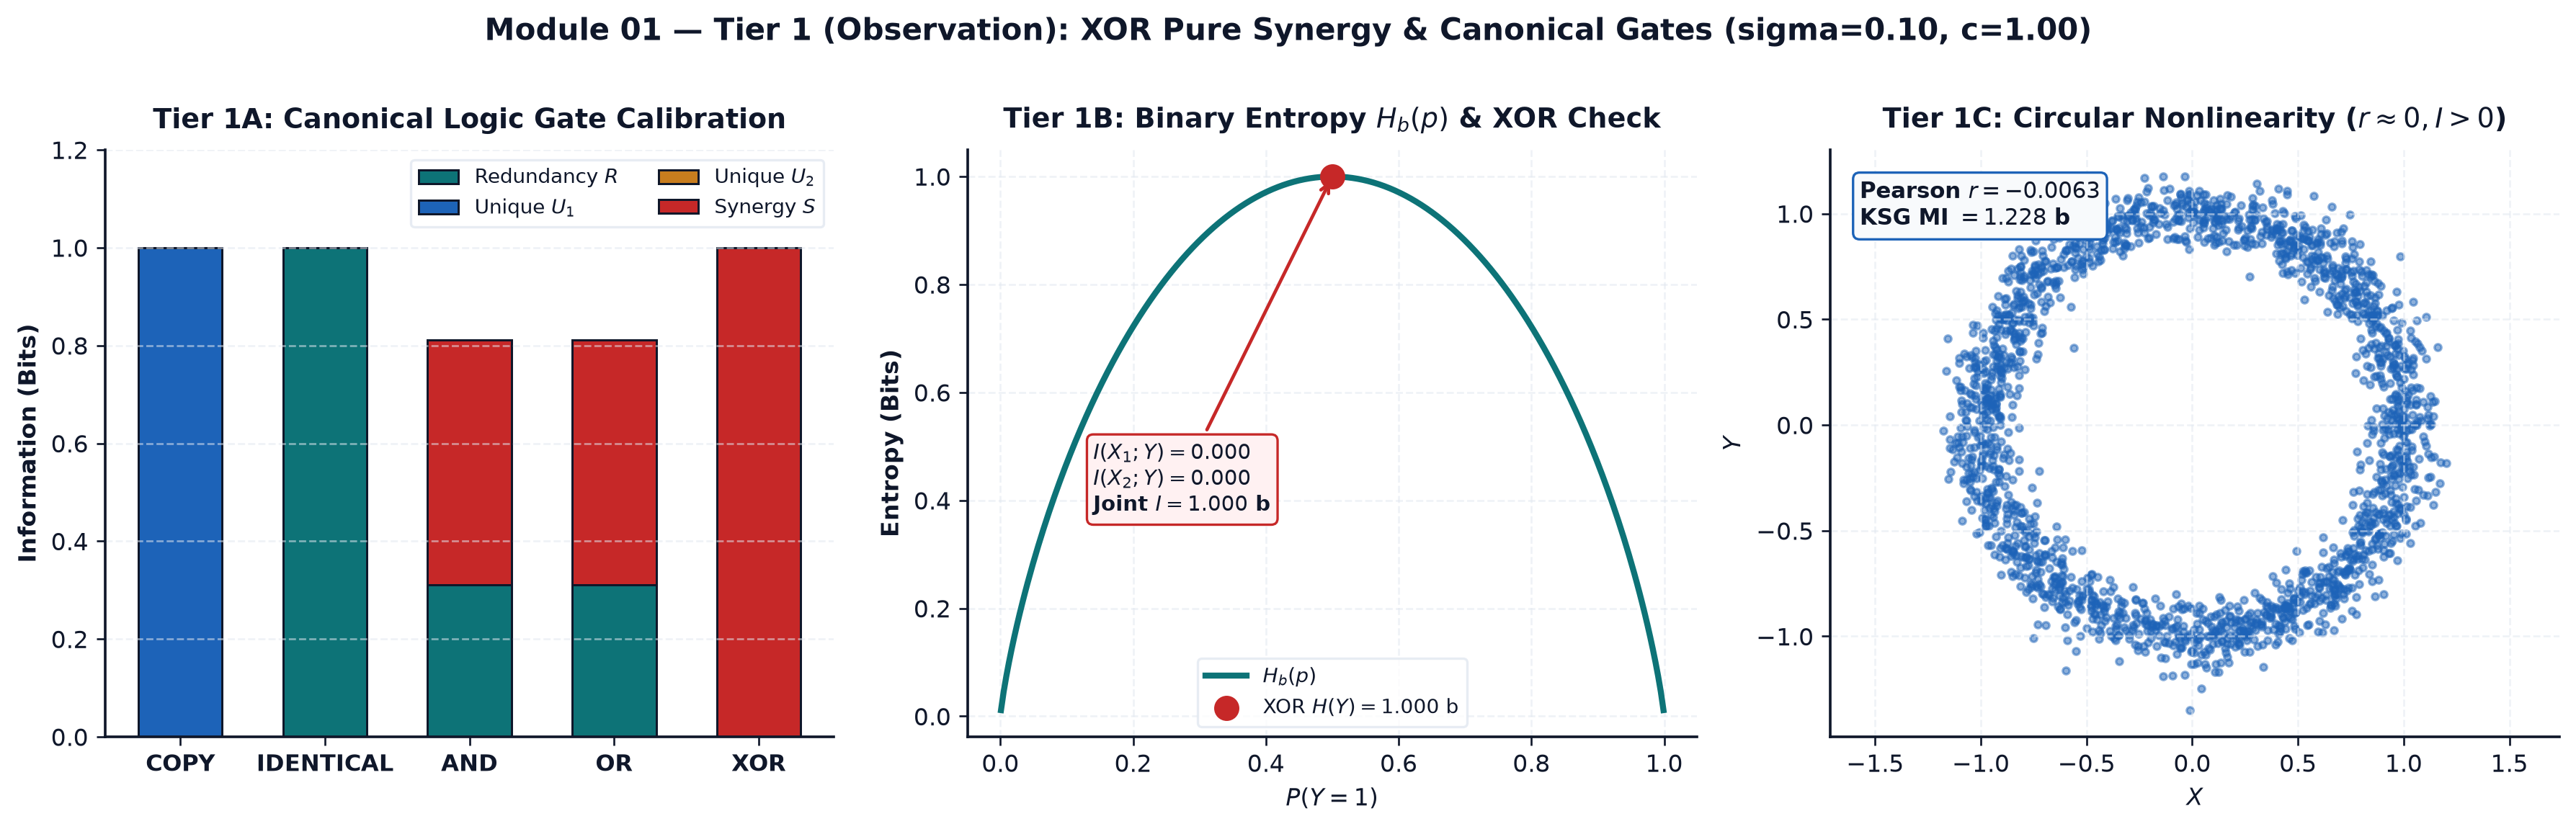 Module 01 — Tier 1 (Observation): XOR Pure Synergy & Canonical Gates (sigma=0.10, c=1.00)
Tier 1A: Canonical Logic Gate Calibration
Information (Bits)
1.2
1.0
0.8
0.6
0.4
0.2
0.0
Redundancy R
Unique U₁
Unique U₂
Synergy S
COPY IDENTICAL AND OR XOR
Tier 1B: Binary Entropy H_b(p) & XOR Check
Entropy (Bits)
1.0
0.8
0.6
0.4
0.2
0.0
I(X₁; Y) = 0.000
I(X₂; Y) = 0.000
Joint I = 1.000 b
H_b(p)
XOR H(Y) = 1.000 b
0.0 0.2 0.4 0.6 0.8 1.0
P(Y = 1)
Tier 1C: Circular Nonlinearity (r ≈ 0, I > 0)
Pearson r = −0.0063
KSG MI = 1.228 b
Y
1.0
0.5
0.0
−0.5
−1.0
−1.5 −1.0 −0.5 0.0 0.5 1.0 1.5
X